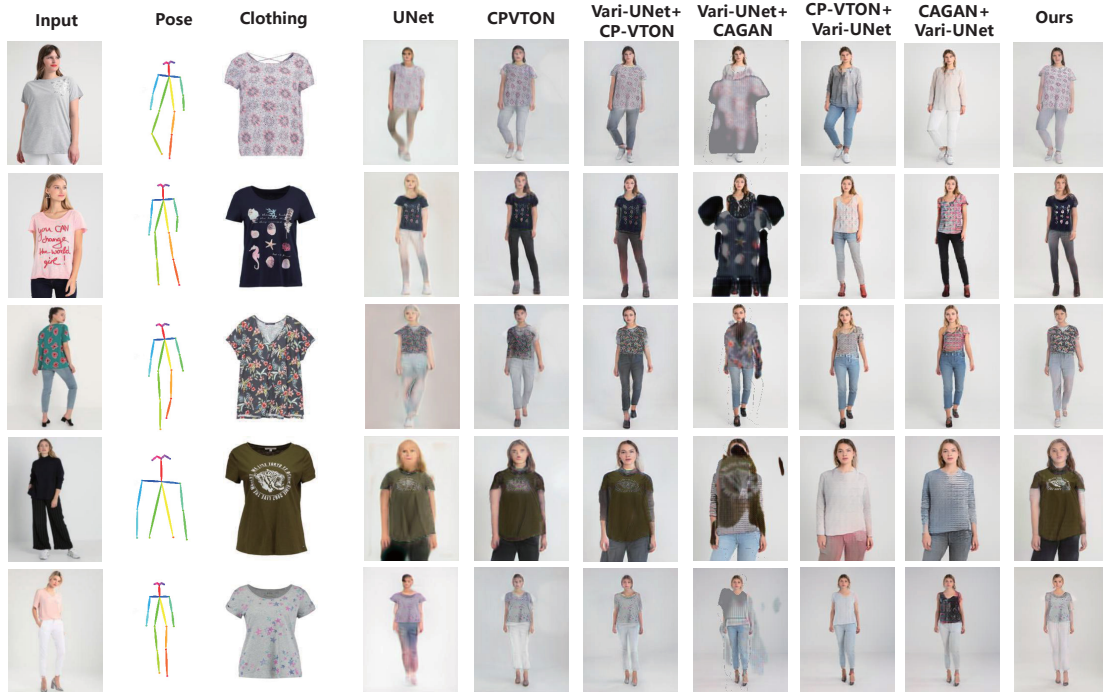 Input
Pose
Clothing
UNet
CPVTON
Vari-UNet+
CP-VTON
Vari-UNet+
CAGAN
CP-VTON+
Vari-UNet
CAGAN+
Vari-UNet
Ours
you CAN
change
the world
girl !